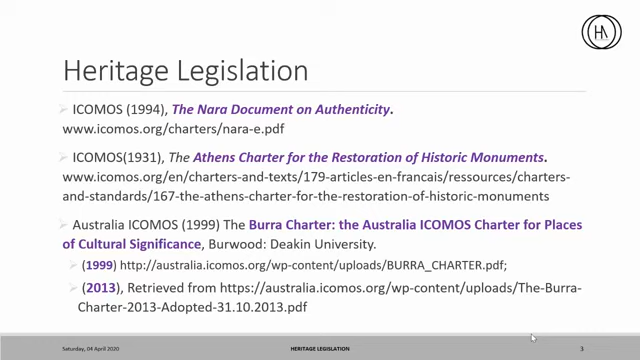 HA
Heritage Legislation
ICOMOS (1994), The Nara Document on Authenticity.
www.icomos.org/charters/nara-e.pdf
ICOMOS(1931), The Athens Charter for the Restoration of Historic Monuments.
www.icomos.org/en/charters-and-texts/179-articles-en-francais/ressources/charters-
and-standards/167-the-athens-charter-for-the-restoration-of-historic-monuments
Australia ICOMOS (1999) The Burra Charter: the Australia ICOMOS Charter for Places
of Cultural Significance, Burwood: Deakin University.
(1999) http://australia.icomos.org/wp-content/uploads/BURRA_CHARTER.pdf;
(2013), Retrieved from https://australia.icomos.org/wp-content/uploads/The-Burra-
Charter-2013-Adopted-31.10.2013.pdf
Saturday, 04 April 2020
HERITAGE LEGISLATION
3